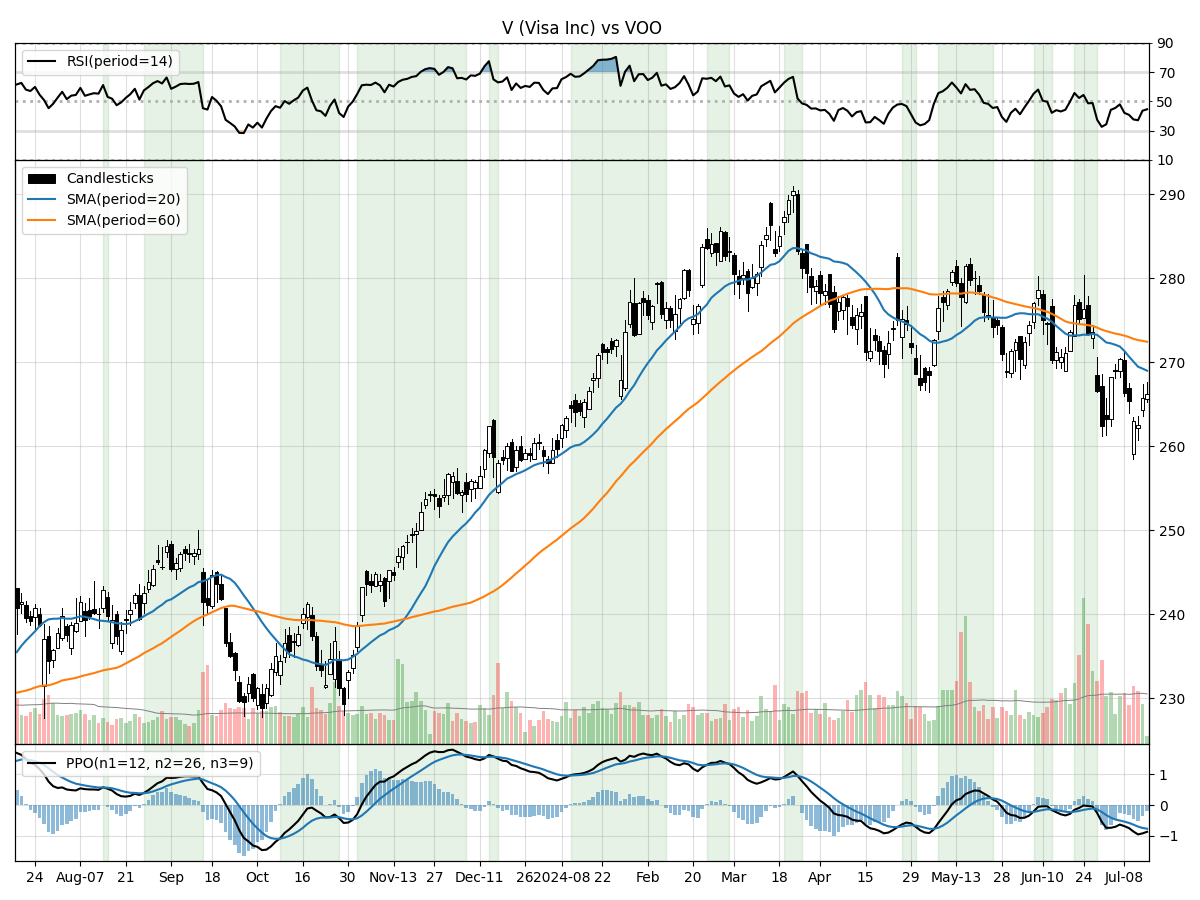 V (Visa Inc) vs VOO
RSI(period=14)
90
70
50
30
10
Candlesticks
SMA(period=20)
SMA(period=60)
290
280
270
260
250
240
230
PPO(n1=12, n2=26, n3=9)
1
0
−1
24 Aug-07 21 Sep 18 Oct 16 30 Nov-13 27 Dec-11 26 2024-08 22 Feb 20 Mar 18 Apr 15 29 May-13 28 Jun-10 24 Jul-08